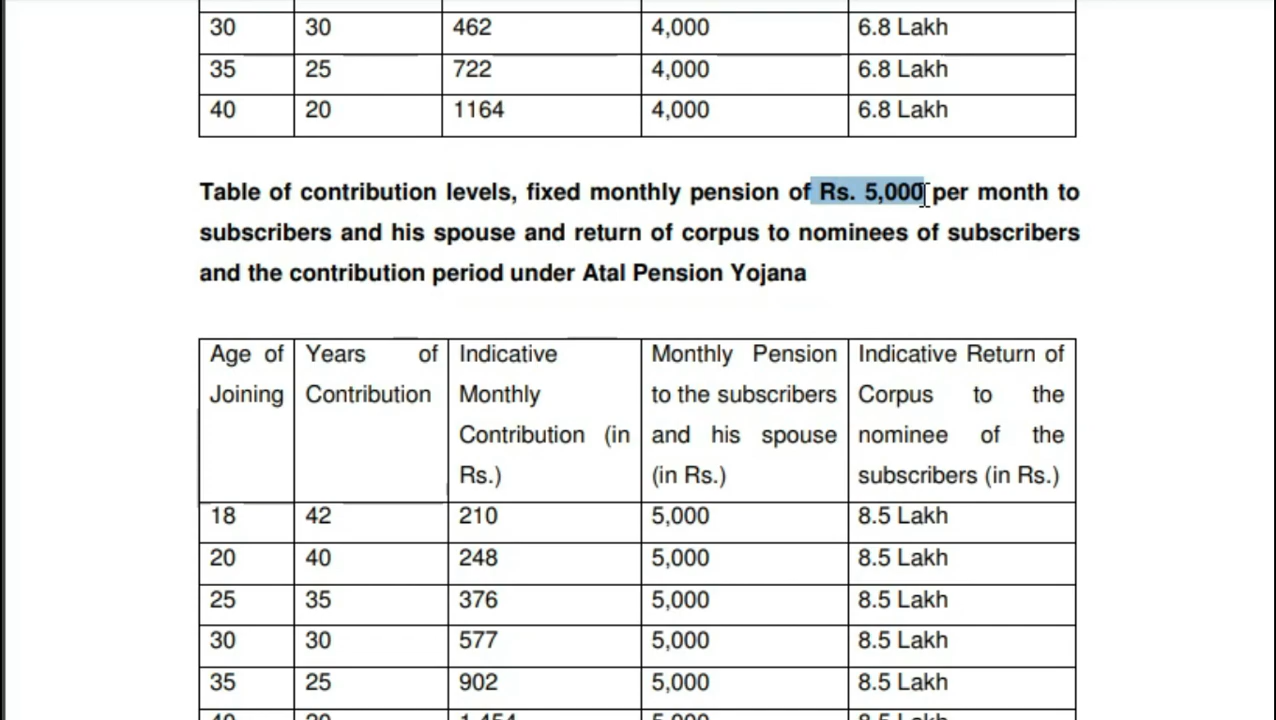 30 30 462 4,000 6.8 Lakh
35 25 722 4,000 6.8 Lakh
40 20 1164 4,000 6.8 Lakh
Table of contribution levels, fixed monthly pension of Rs. 5,000 per month to
subscribers and his spouse and return of corpus to nominees of subscribers
and the contribution period under Atal Pension Yojana
Age of Years of Indicative Monthly Pension Indicative Return of
Joining Contribution Monthly to the subscribers Corpus to the
Contribution (in and his spouse nominee of the
Rs.) (in Rs.) subscribers (in Rs.)
18 42 210 5,000 8.5 Lakh
20 40 248 5,000 8.5 Lakh
25 35 376 5,000 8.5 Lakh
30 30 577 5,000 8.5 Lakh
35 25 902 5,000 8.5 Lakh